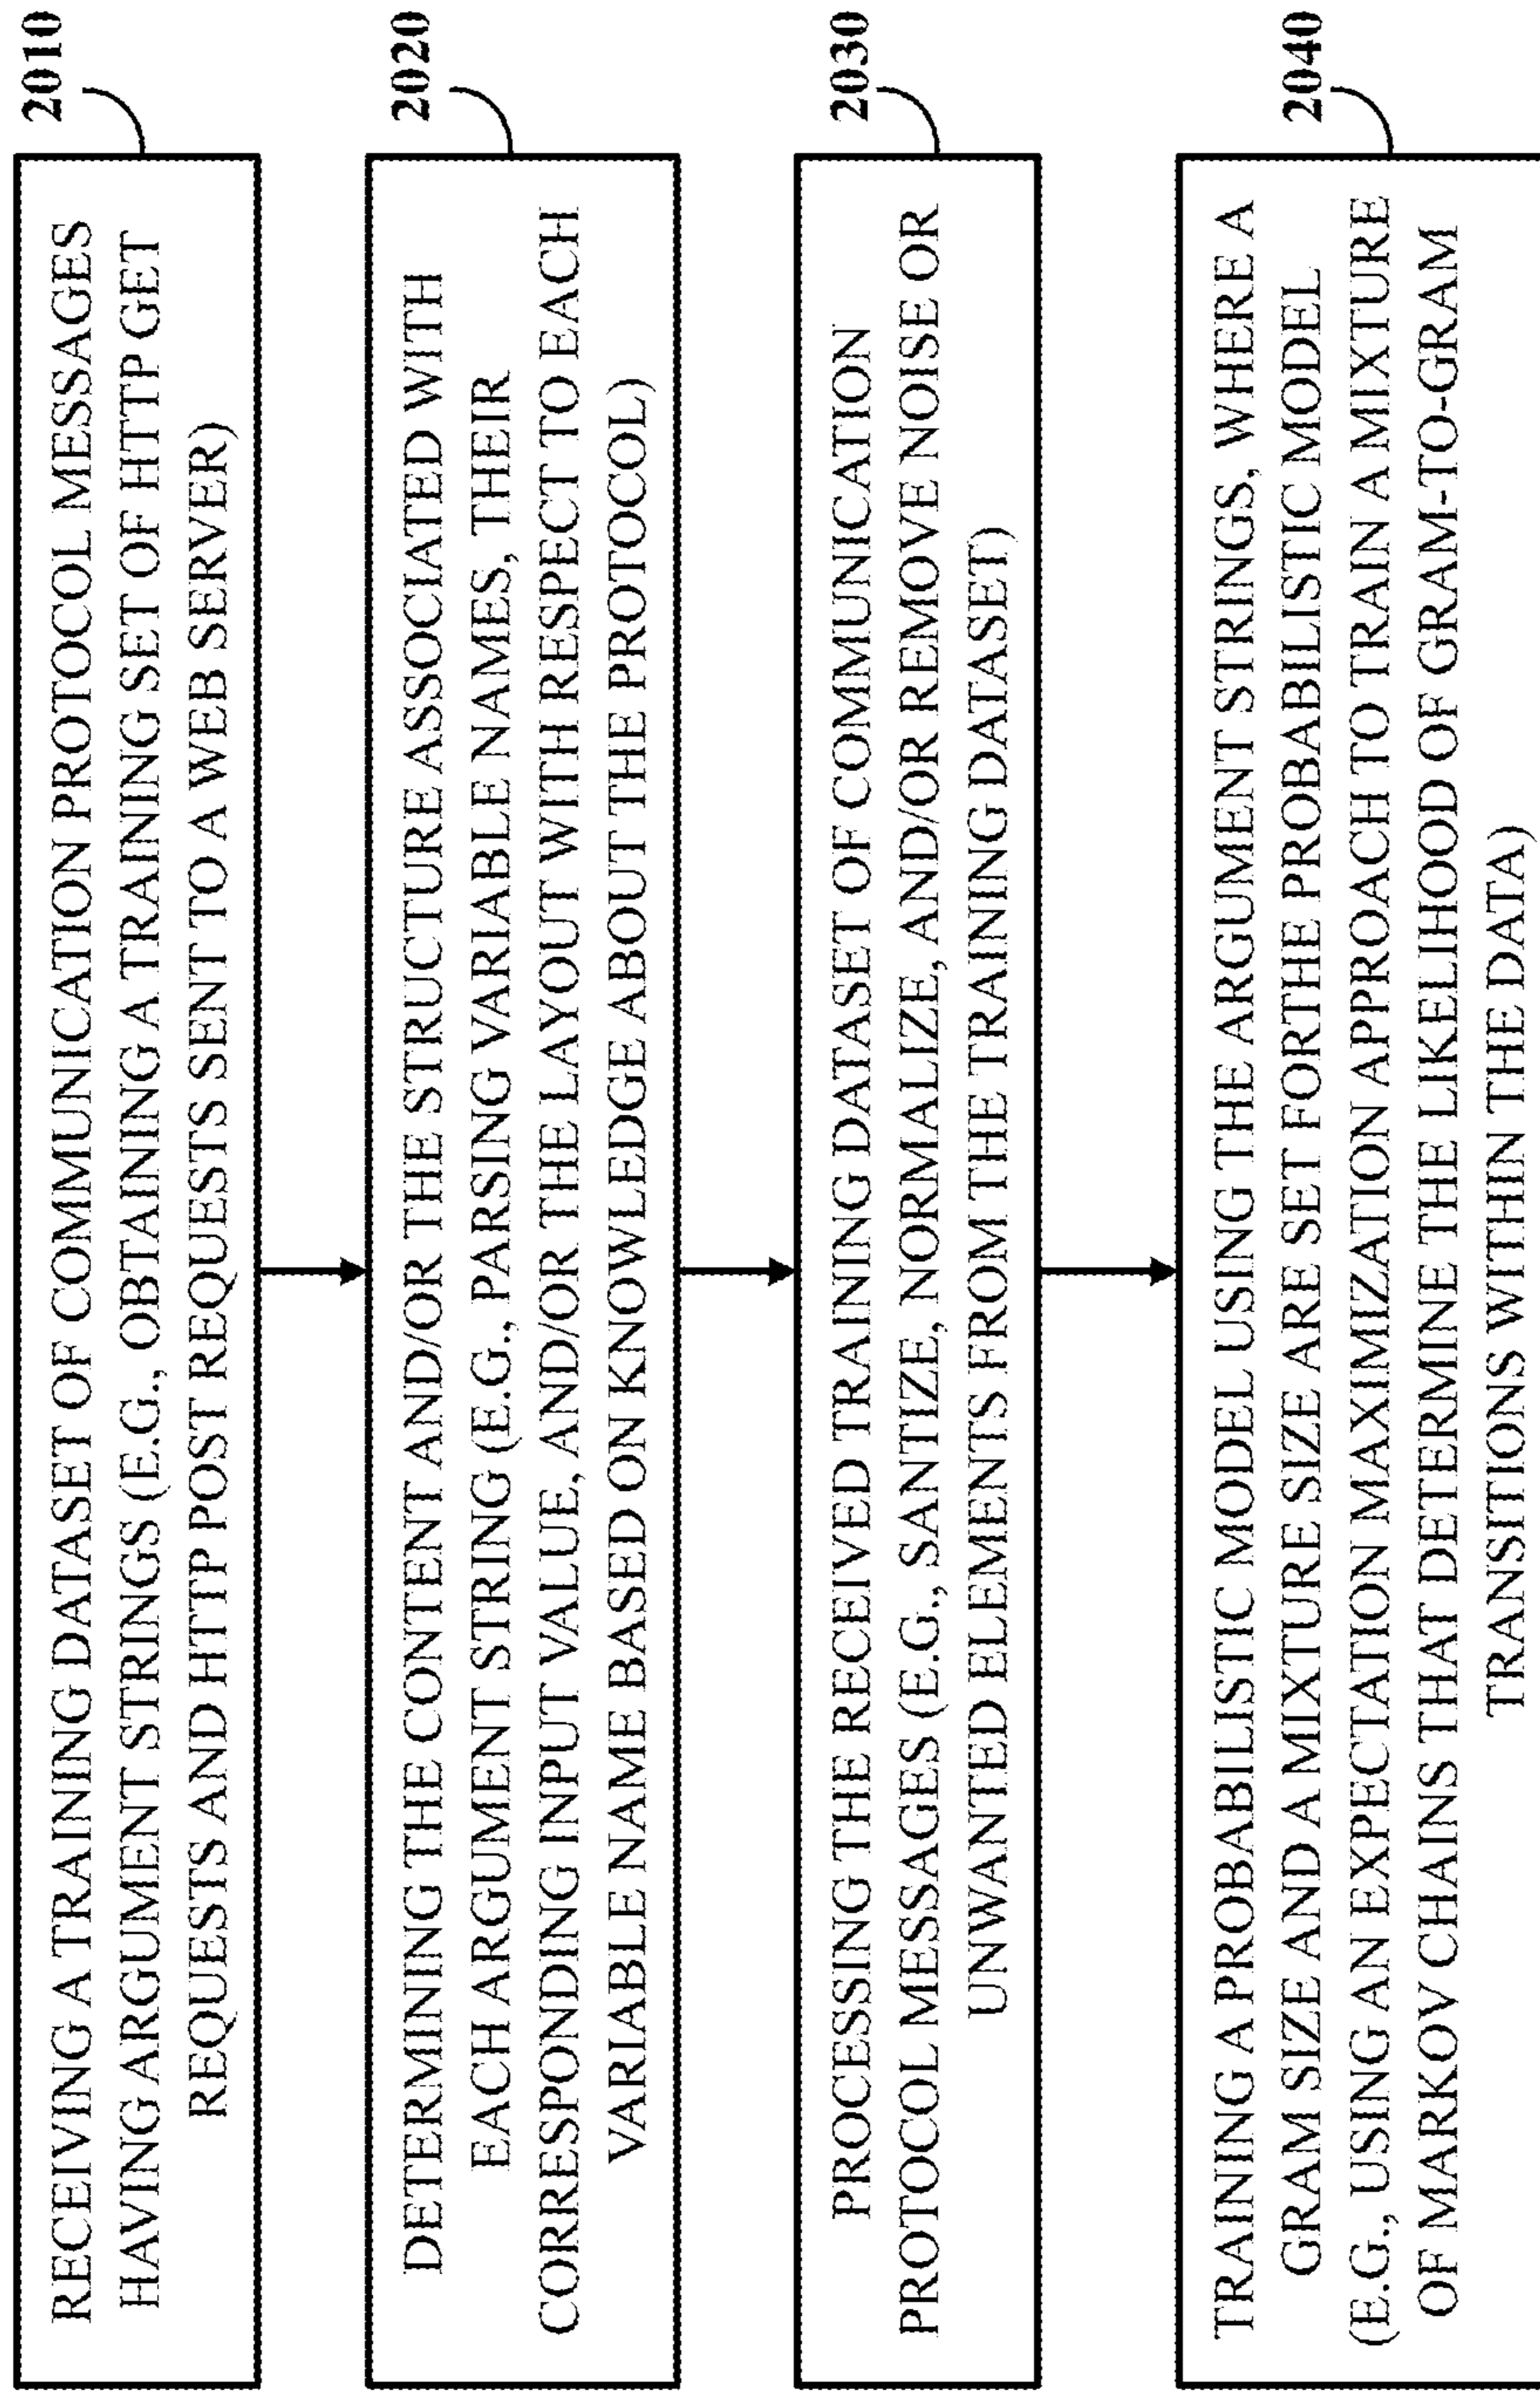 2010
RECEIVING A TRAINING DATASET OF COMMUNICATION PROTOCOL MESSAGES
HAVING ARGUMENT STRINGS (E.G., OBTAINING A TRAINING SET OF HTTP GET
REQUESTS AND HTTP POST REQUESTS SENT TO A WEB SERVER)
2020
DETERMINING THE CONTENT AND/OR THE STRUCTURE ASSOCIATED WITH
EACH ARGUMENT STRING (E.G., PARSING VARIABLE NAMES, THEIR
CORRESPONDING INPUT VALUE, AND/OR THE LAYOUT WITH RESPECT TO EACH
VARIABLE NAME BASED ON KNOWLEDGE ABOUT THE PROTOCOL)
2030
PROCESSING THE RECEIVED TRAINING DATASET OF COMMUNICATION
PROTOCOL MESSAGES (E.G., SANTIZE, NORMALIZE, AND/OR REMOVE NOISE OR
UNWANTED ELEMENTS FROM THE TRAINING DATASET)
2040
TRAINING A PROBABILISTIC MODEL USING THE ARGUMENT STRINGS, WHERE A
GRAM SIZE AND A MIXTURE SIZE ARE SET FORTHE PROBABILISTIC MODEL
(E.G., USING AN EXPECTATION MAXIMIZATION APPROACH TO TRAIN A MIXTURE
OF MARKOV CHAINS THAT DETERMINE THE LIKELIHOOD OF GRAM-TO-GRAM
TRANSITIONS WITHIN THE DATA)